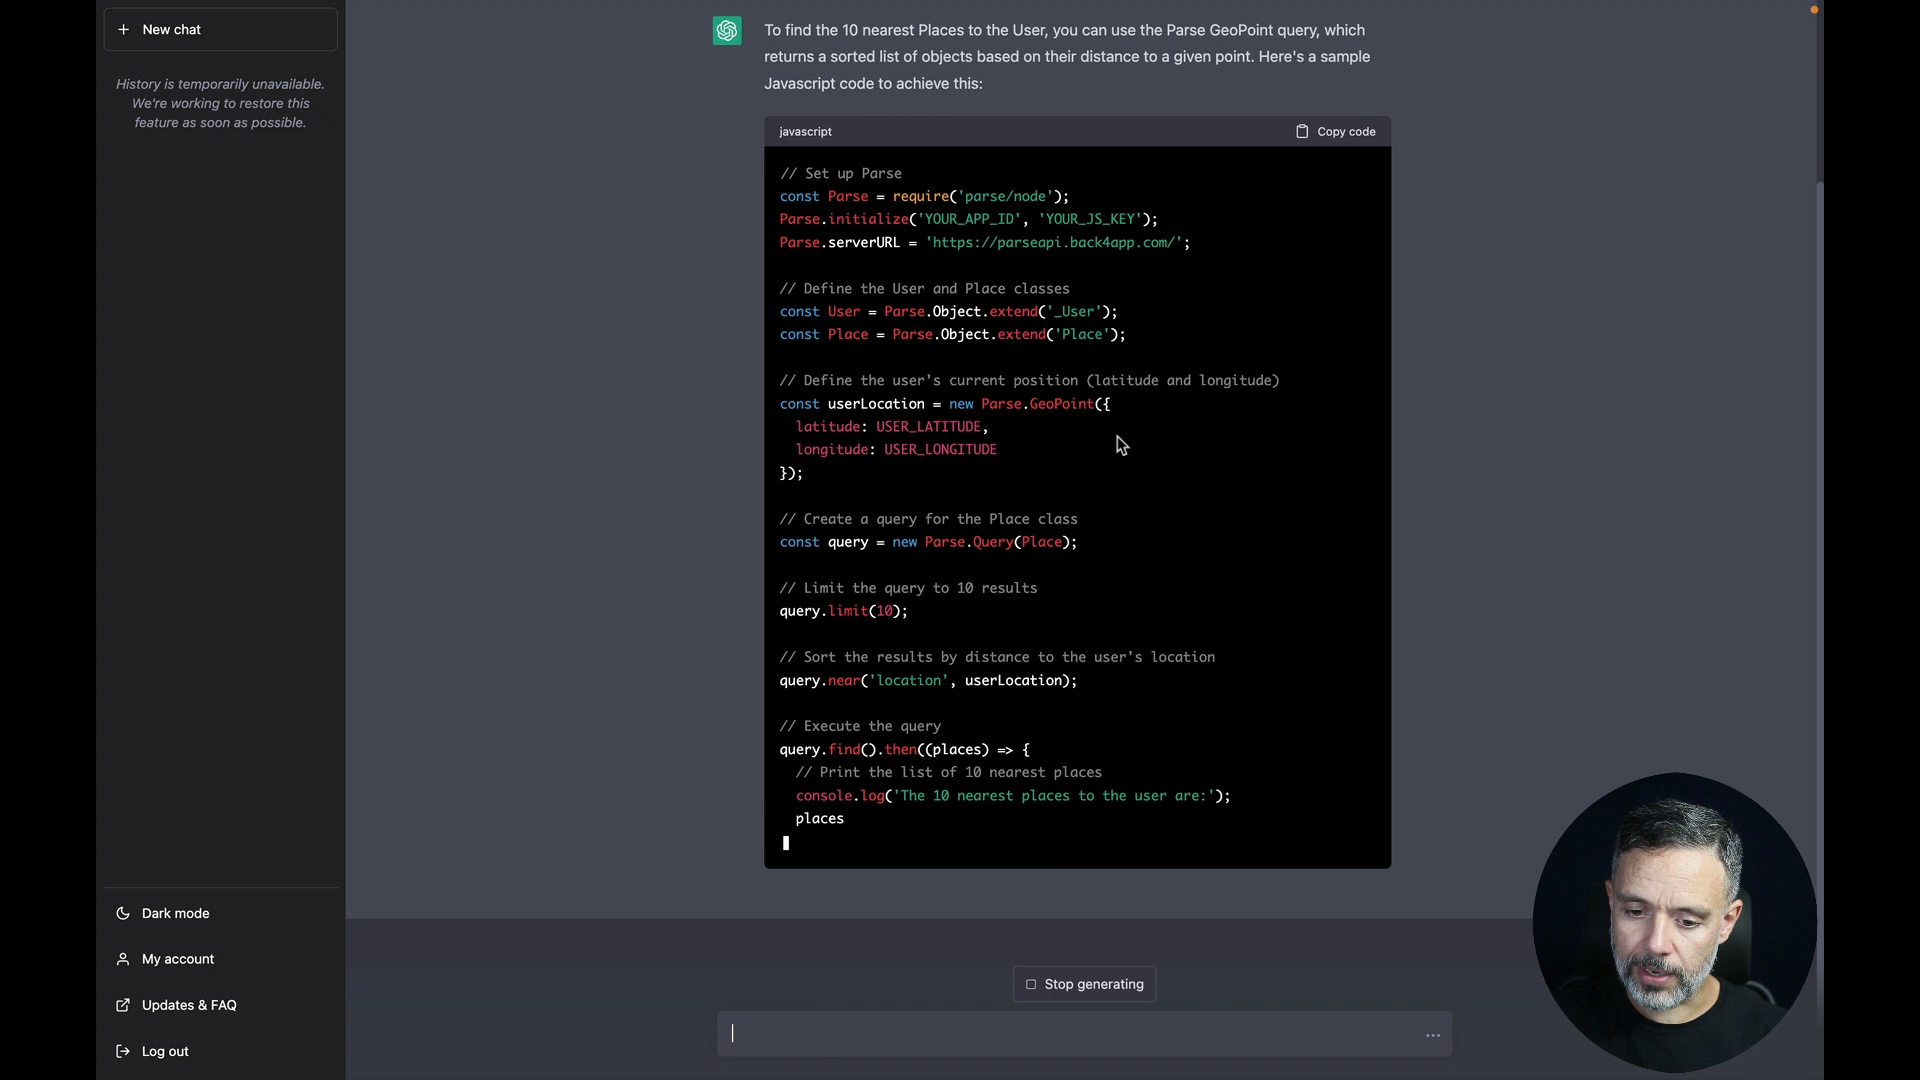 New chat
History is temporarily unavailable.
We're working to restore this
feature as soon as possible.
Dark mode
My account
Updates & FAQ
Log out
To find the 10 nearest Places to the User, you can use the Parse GeoPoint query, which
returns a sorted list of objects based on their distance to a given point. Here's a sample
Javascript code to achieve this:
javascript
Copy code
// Set up Parse
const Parse = require('parse/node');
Parse.initialize('YOUR_APP_ID', 'YOUR_JS_KEY');
Parse.serverURL = 'https://parseapi.back4app.com/';
// Define the User and Place classes
const User = Parse.Object.extend('_User');
const Place = Parse.Object.extend('Place');
// Define the user's current position (latitude and longitude)
const userLocation = new Parse.GeoPoint({
latitude: USER_LATITUDE,
longitude: USER_LONGITUDE
});
// Create a query for the Place class
const query = new Parse.Query(Place);
// Limit the query to 10 results
query.limit(10);
// Sort the results by distance to the user's location
query.near('location', userLocation);
// Execute the query
query.find().then((places) => {
// Print the list of 10 nearest places
console.log('The 10 nearest places to the user are:');
places
Stop generating